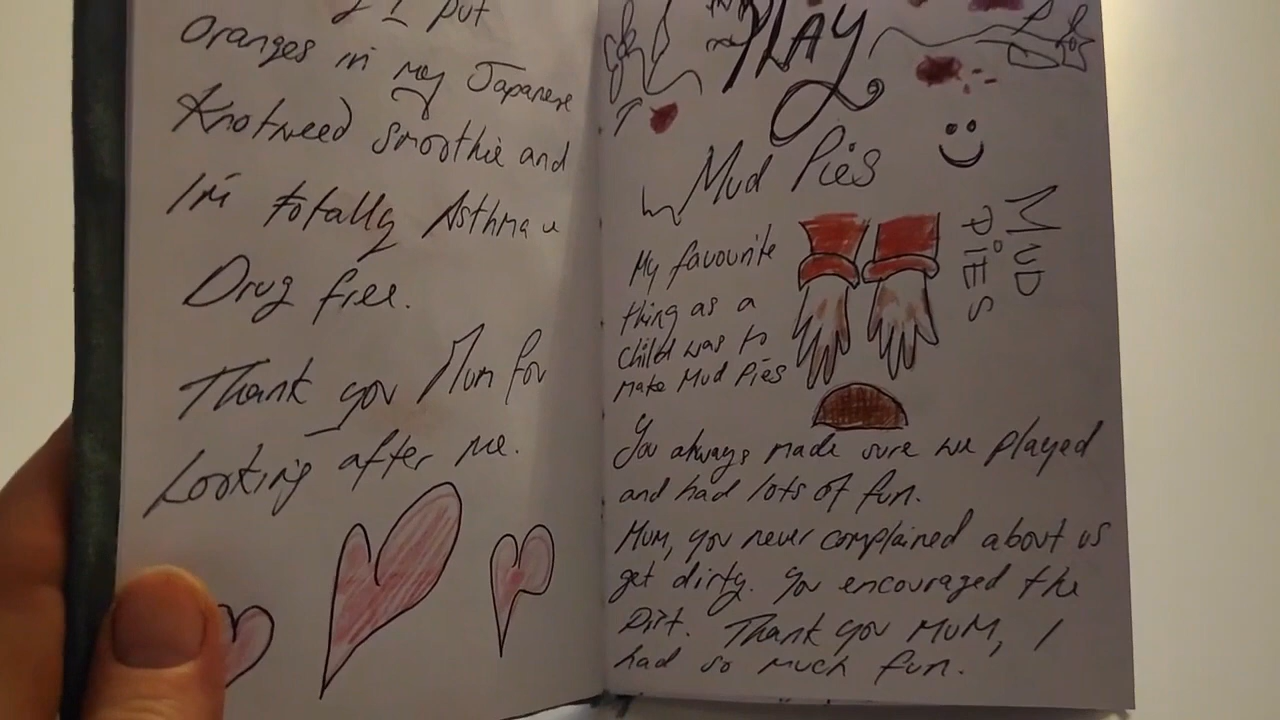 I put
Oranges in my Japanese
Knotweed smoothie and
I'm totally Asthma
Drug free.
Thank you Mum for
Looking after me.
PLAY
Mud Pies
MUD
PiES
My favourite
thing as a
child was to
make Mud Pies
You always made sure we played
and had lots of fun.
Mum, you never complained about us
get dirty. You encouraged the
Dirt. Thank you MuM, I
had so much fun.